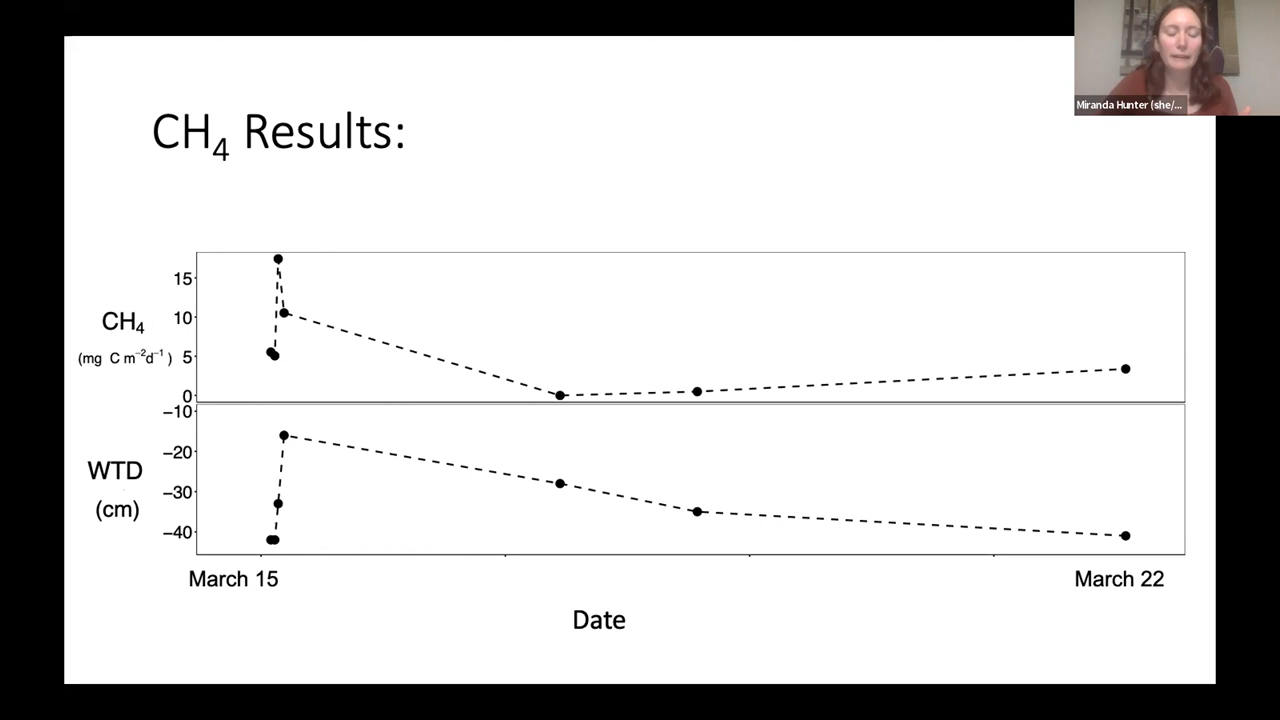 Miranda Hunter (she/...
CH₄ Results:
15
10
5
0
CH₄
(mg C m⁻²d⁻¹)
−10
−20
−30
−40
WTD
(cm)
March 15
March 22
Date